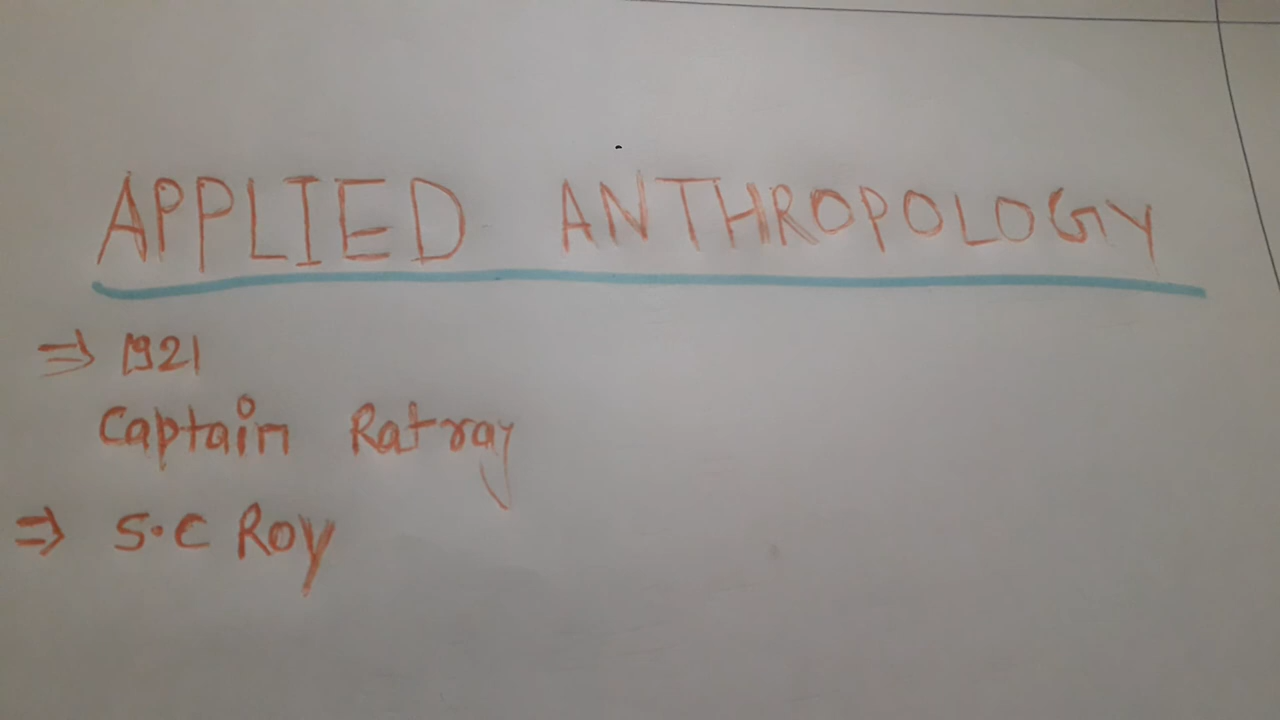 APPLIED ANTHROPOLOGY
⇒ 1921
Captain Ratray
⇒ S.C Roy